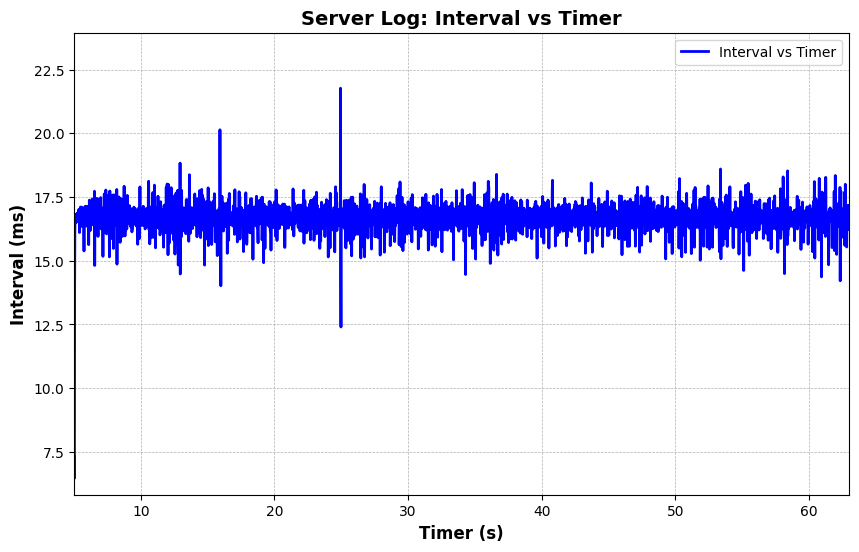 Server Log: Interval vs Timer
Interval vs Timer
Interval (ms)
22.5
20.0
17.5
15.0
12.5
10.0
7.5
10 20 30 40 50 60
Timer (s)